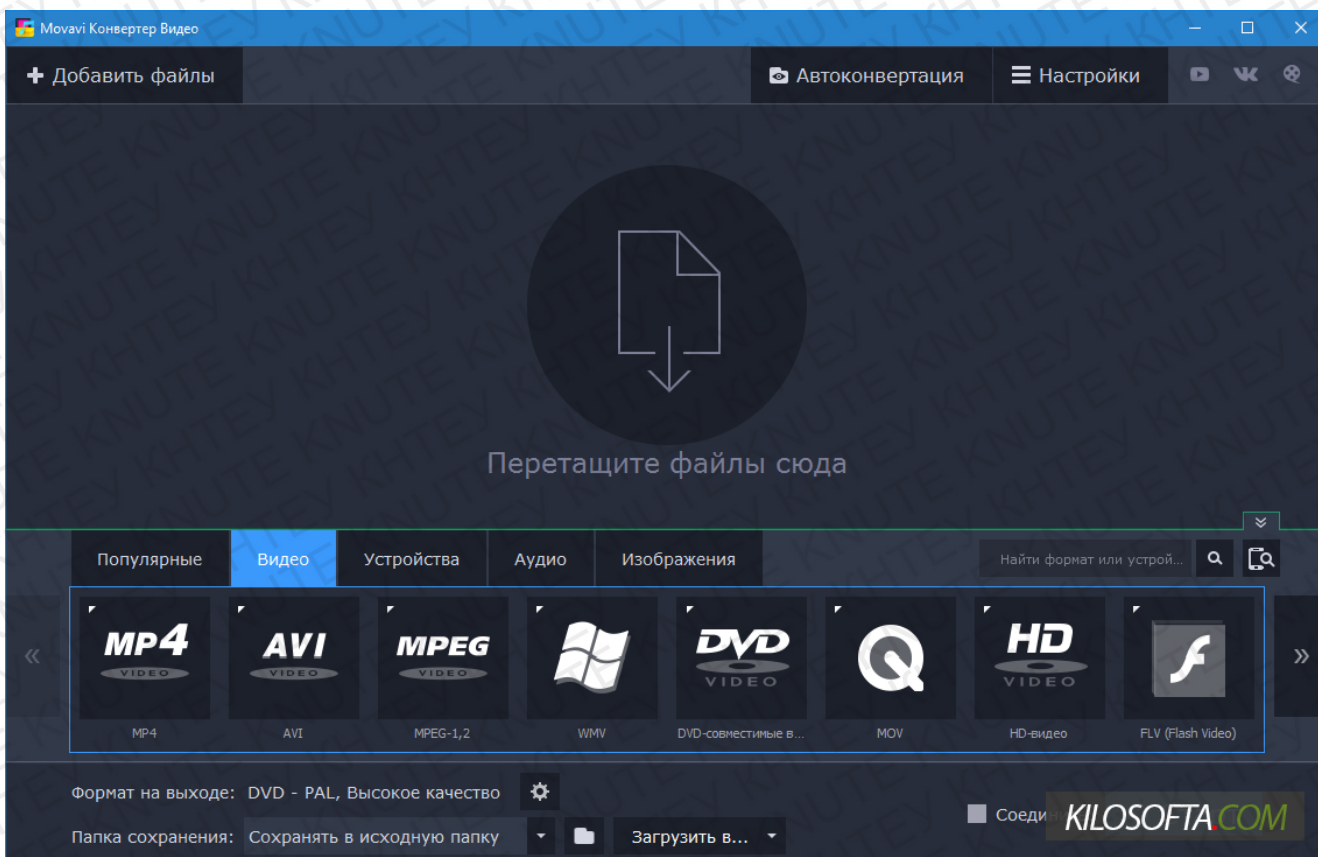 Movavi Конвертер Видео
Добавить файлы
Автоконвертация
Настройки
Перетащите файлы сюда
Популярные
Видео
Устройства
Аудио
Изображения
Найти формат или устрой...
MP4 VIDEO
AVI VIDEO
MPEG VIDEO
DVD VIDEO
HD VIDEO
MP4
AVI
MPEG-1,2
WMV
DVD-совместимые в...
MOV
HD-видео
FLV (Flash Video)
Формат на выходе: DVD - PAL, Высокое качество
Соеди
KILOSOFTA.COM
Папка сохранения: Сохранять в исходную папку
Загрузить в...
KNUTE KHTEY